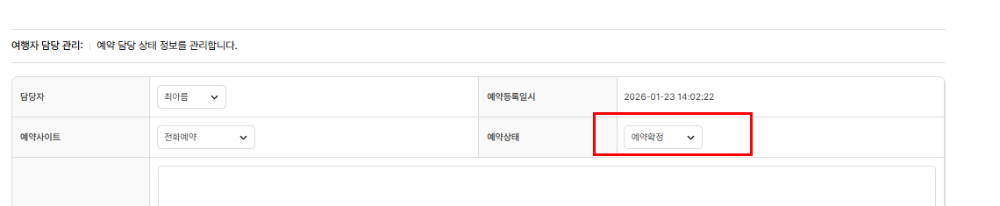 여행자 담당 관리: 예약 담당 상태 정보를 관리합니다.
담당자 최아름 예약등록일시 2026-01-23 14:02:22
예약사이트 전화예약 예약상태 예약확정